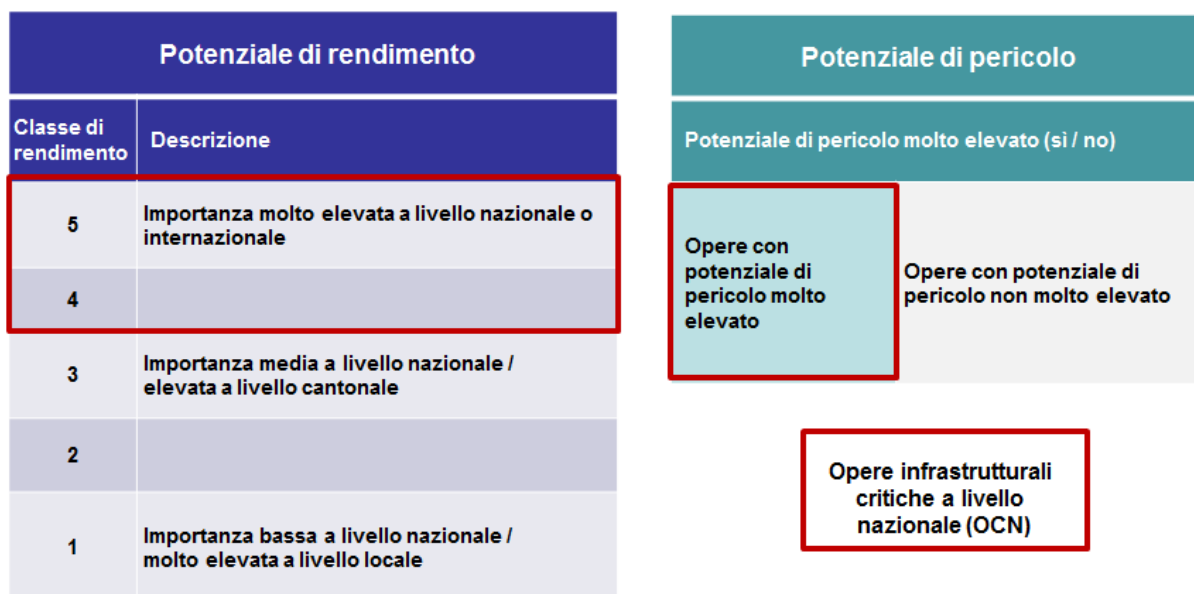 Potenziale di rendimento
Classe di
rendimento
Descrizione
5
Importanza molto elevata a livello nazionale o
internazionale
4
3
Importanza media a livello nazionale /
elevata a livello cantonale
2
1
Importanza bassa a livello nazionale /
molto elevata a livello locale
Potenziale di pericolo
Potenziale di pericolo molto elevato (sì / no)
Opere con
potenziale di
pericolo molto
elevato
Opere con potenziale di
pericolo non molto elevato
Opere infrastrutturali
critiche a livello
nazionale (OCN)